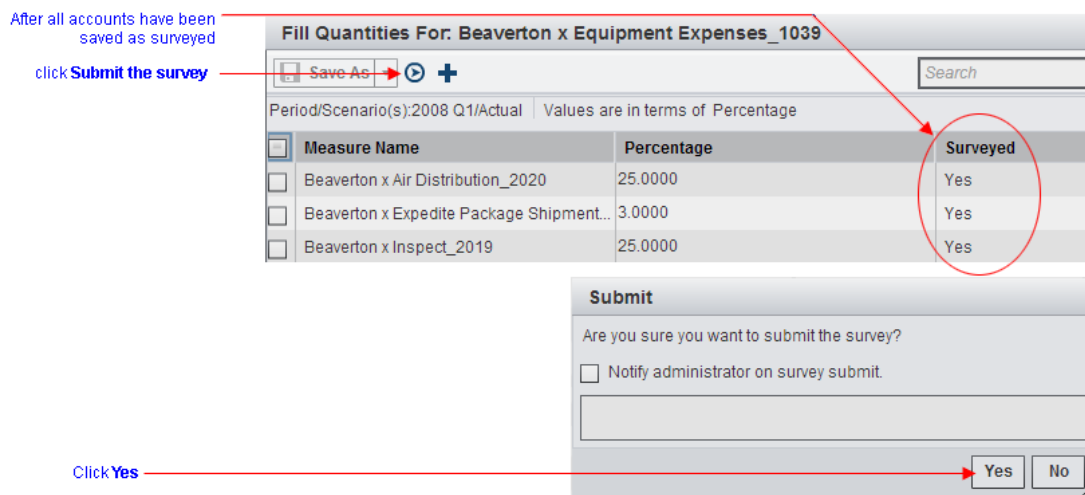 After all accounts have been
saved as surveyed
click Submit the survey
Fill Quantities For: Beaverton x Equipment Expenses_1039
Save As
Search
Period/Scenario(s):2008 Q1/Actual Values are in terms of Percentage
Measure Name Percentage Surveyed
Beaverton x Air Distribution_2020 25.0000 Yes
Beaverton x Expedite Package Shipment... 3.0000 Yes
Beaverton x Inspect_2019 25.0000 Yes
Submit
Are you sure you want to submit the survey?
Notify administrator on survey submit.
Click Yes
Yes No